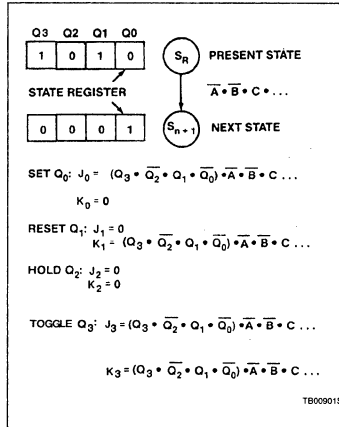 Q3 Q2 Q1 Q0
1 0 1 0
S_R PRESENT STATE
STATE REGISTER
A̅ • B̅ • C • ...
0 0 0 1
S_{n+1} NEXT STATE
SET Q₀: J₀ = (Q₃ • Q̅₂ • Q₁ • Q̅₀) • A̅ • B̅ • C ...
K₀ = 0
RESET Q₁: J₁ = 0
K₁ = (Q₃ • Q̅₂ • Q₁ • Q̅₀) • A̅ • B̅ • C ...
HOLD Q₂: J₂ = 0
K₂ = 0
TOGGLE Q₃: J₃ = (Q₃ • Q̅₂ • Q₁ • Q̅₀) • A̅ • B̅ • C ...
K₃ = (Q₃ • Q̅₂ • Q₁ • Q̅₀) • A̅ • B̅ • C ...